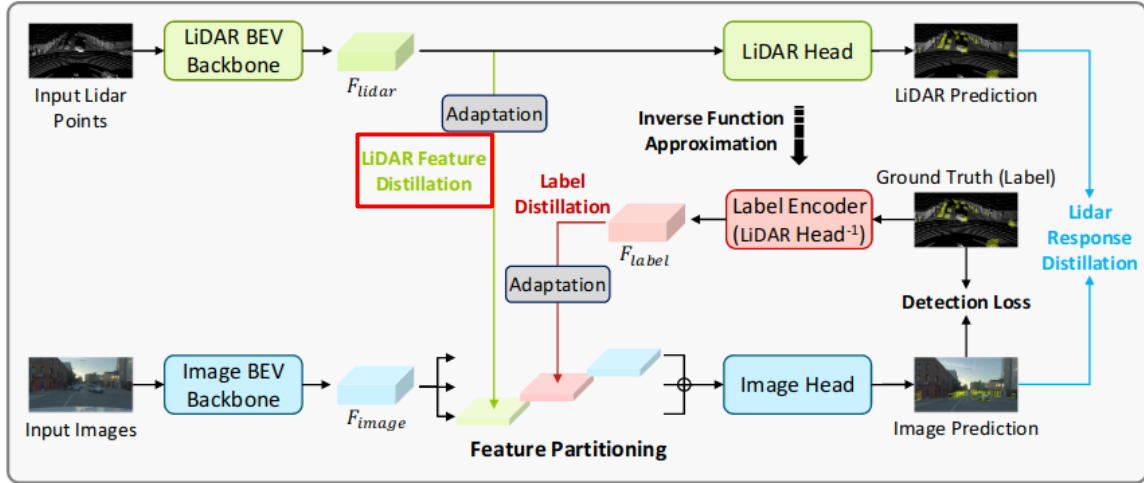 LiDAR BEV
Backbone
Input Lidar
Points
F_lidar
LiDAR Head
LiDAR Prediction
Adaptation
LiDAR Feature
Distillation
Inverse Function
Approximation
Label
Distillation
F_label
Label Encoder
(LiDAR Head⁻¹)
Ground Truth (Label)
Lidar
Response
Distillation
Adaptation
Detection Loss
Image BEV
Backbone
Input Images
F_image
Feature Partitioning
Image Head
Image Prediction